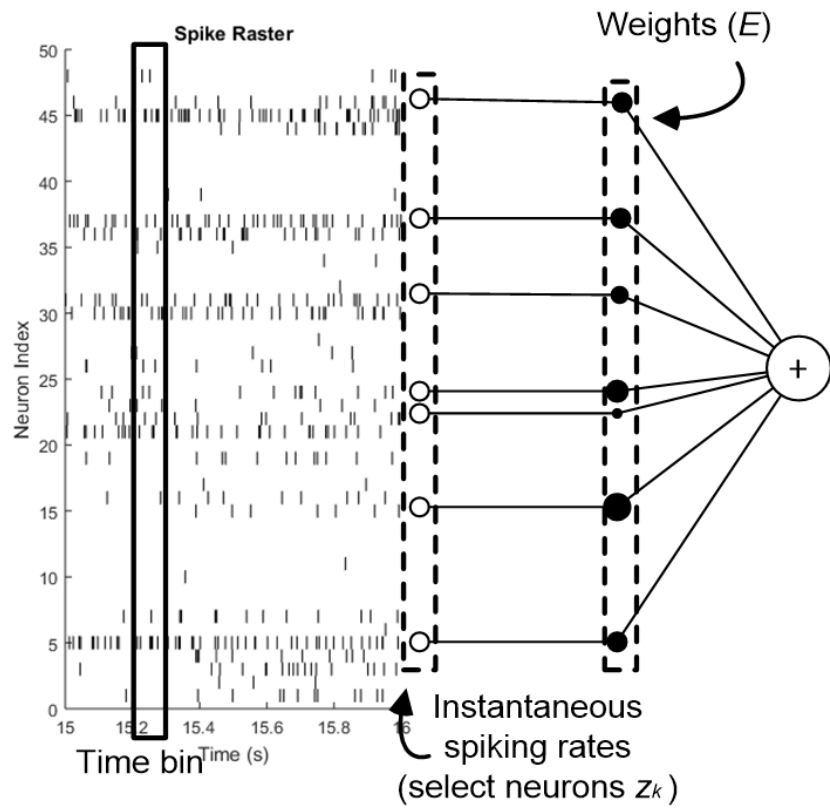 Spike Raster
Weights (E)
50
45
40
35
30
25
20
15
10
5
0
Neuron Index
15
15.2
15.4
15.6
15.8
16
Time (s)
Time bin
+
Instantaneous
spiking rates
(select neurons zk)